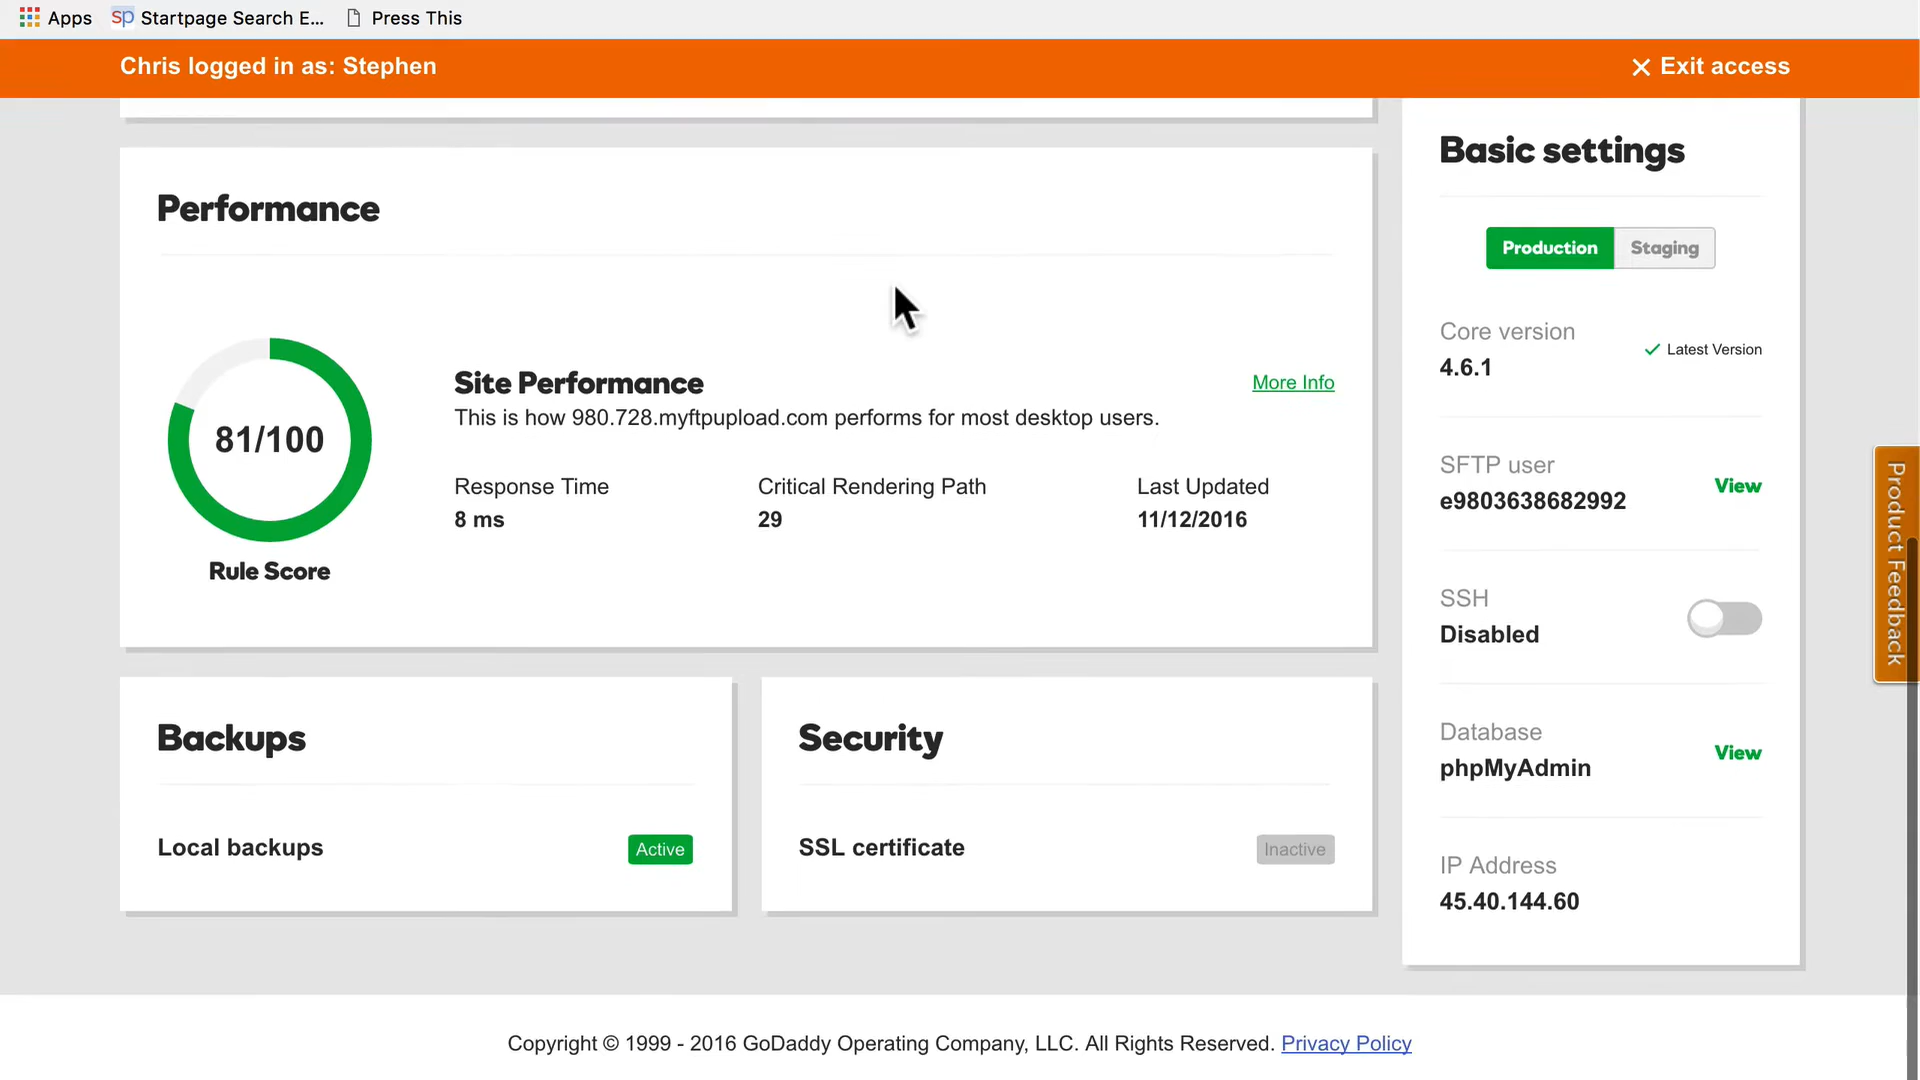 Apps
Startpage Search E...
Press This
Chris logged in as: Stephen
Exit access
Performance
81/100
Rule Score
Site Performance
More Info
This is how 980.728.myftpupload.com performs for most desktop users.
Response Time
8 ms
Critical Rendering Path
29
Last Updated
11/12/2016
Backups
Local backups
Active
Security
SSL certificate
Inactive
Basic settings
Production
Staging
Core version
4.6.1
Latest Version
SFTP user
e9803638682992
View
SSH
Disabled
Database
phpMyAdmin
View
IP Address
45.40.144.60
Product Feedback
Copyright © 1999 - 2016 GoDaddy Operating Company, LLC. All Rights Reserved. Privacy Policy